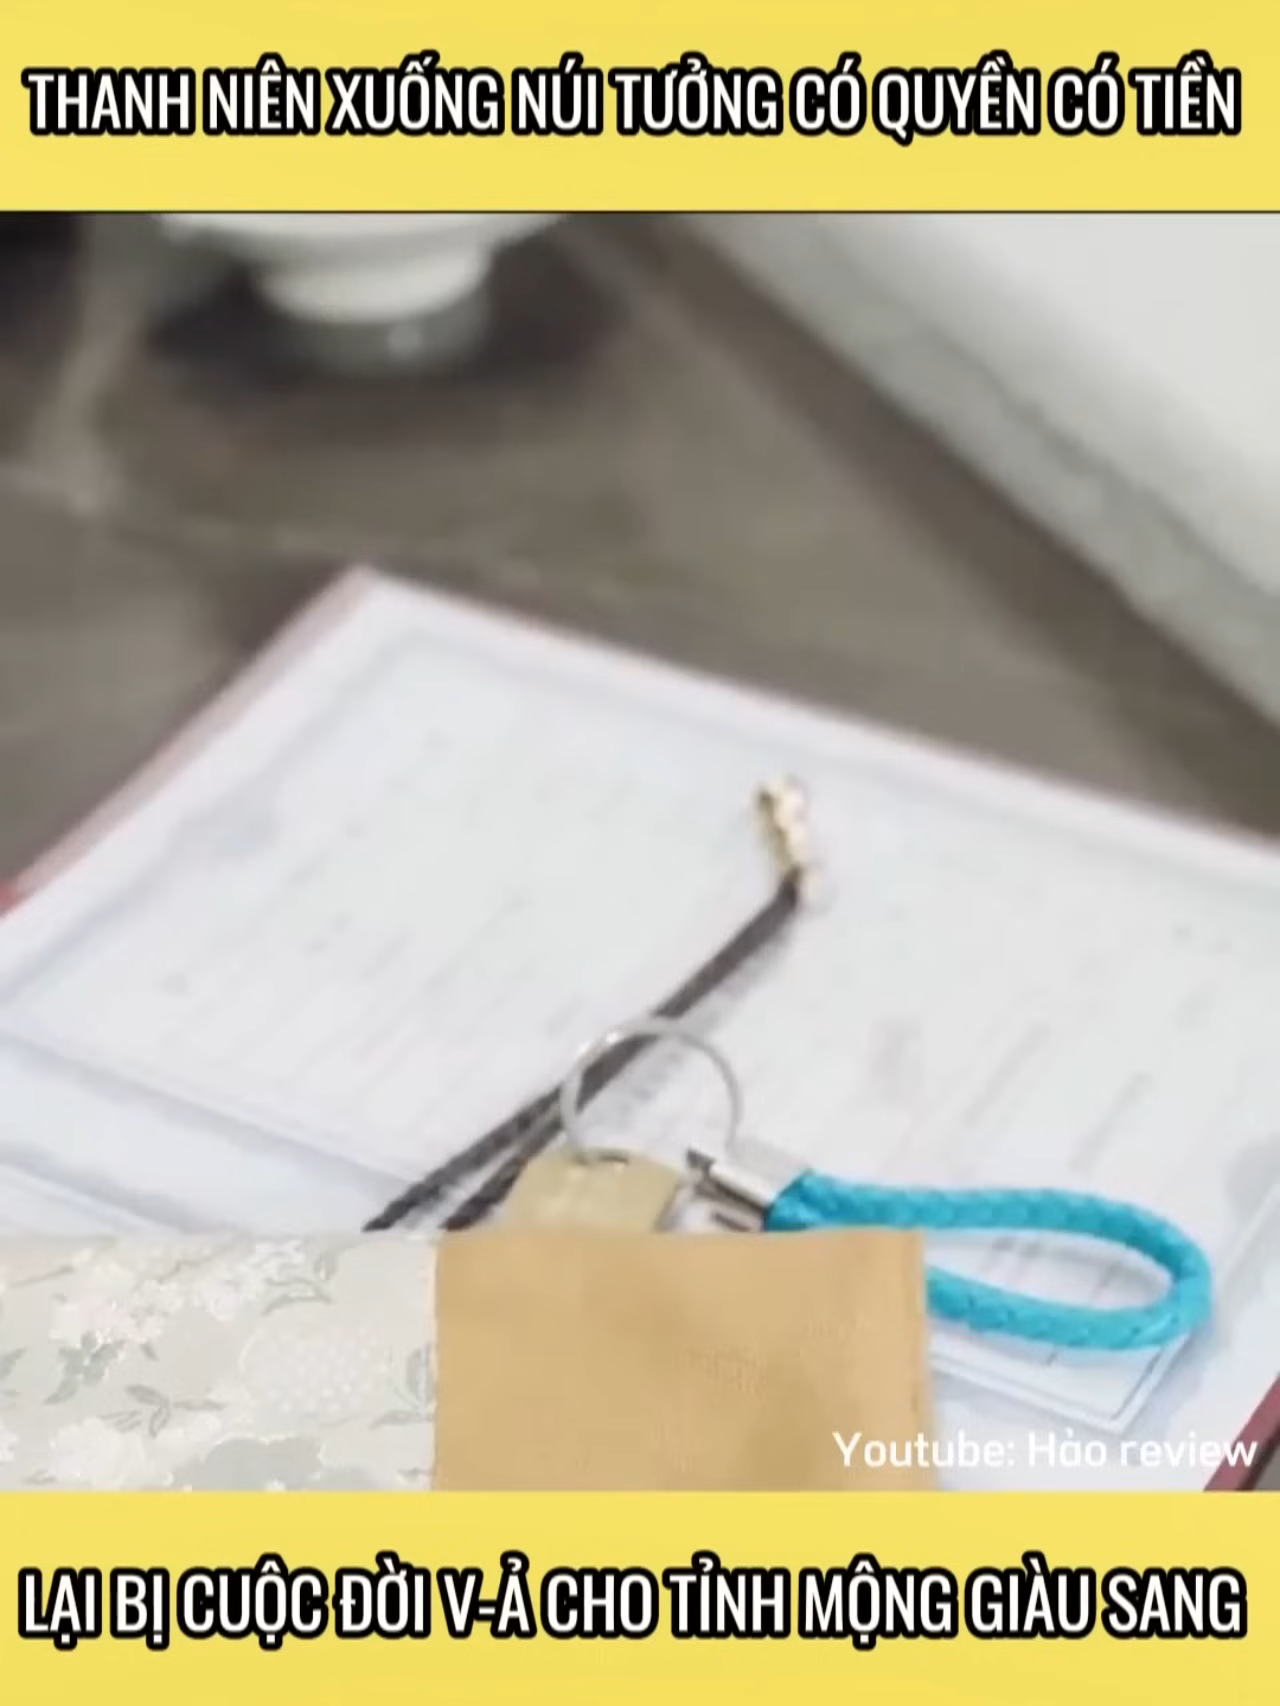 THANH NIÊN XUỐNG NÚI TƯỞNG CÓ QUYỀN CÓ TIỀN
Youtube: Hảo review
LẠI BỊ CUỘC ĐỜI V-Ả CHO TỈNH MỘNG GIÀU SANG